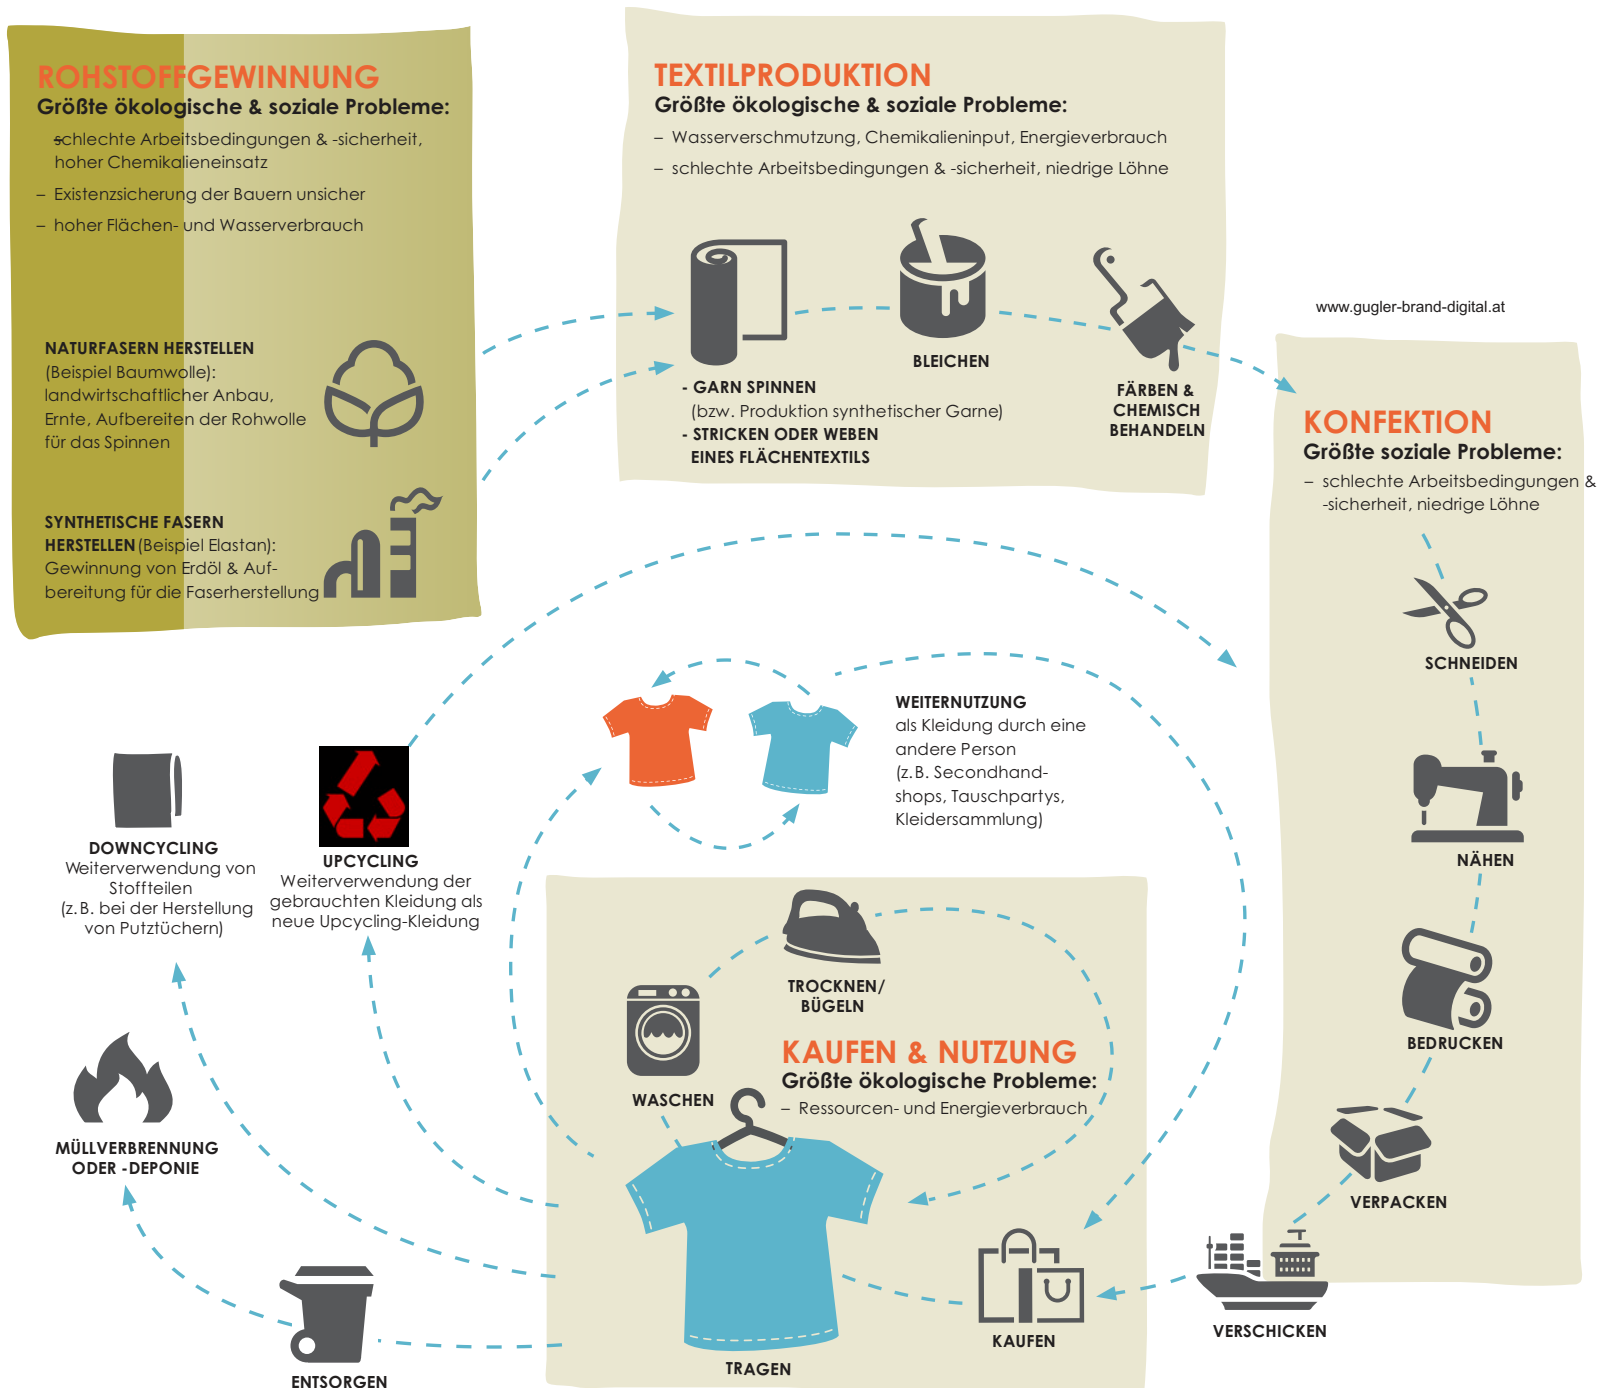 ROHSTOFFGEWINNUNG
Größte ökologische & soziale Probleme:
– schlechte Arbeitsbedingungen & -sicherheit,
hoher Chemikalieneinsatz
– Existenzsicherung der Bauern unsicher
– hoher Flächen- und Wasserverbrauch
NATURFASERN HERSTELLEN
(Beispiel Baumwolle):
landwirtschaftlicher Anbau,
Ernte, Aufbereiten der Rohwolle
für das Spinnen
SYNTHETISCHE FASERN
HERSTELLEN (Beispiel Elastan):
Gewinnung von Erdöl & Auf-
bereitung für die Faserherstellung
TEXTILPRODUKTION
Größte ökologische & soziale Probleme:
– Wasserverschmutzung, Chemikalieninput, Energieverbrauch
– schlechte Arbeitsbedingungen & -sicherheit, niedrige Löhne
- GARN SPINNEN
(bzw. Produktion synthetischer Garne)
- STRICKEN ODER WEBEN
EINES FLÄCHENTEXTILS
BLEICHEN
FÄRBEN &
CHEMISCH
BEHANDELN
www.gugler-brand-digital.at
KONFEKTION
Größte soziale Probleme:
– schlechte Arbeitsbedingungen &
-sicherheit, niedrige Löhne
SCHNEIDEN
NÄHEN
BEDRUCKEN
VERPACKEN
VERSCHICKEN
WEITERNUTZUNG
als Kleidung durch eine
andere Person
(z.B. Secondhand-
shops, Tauschpartys,
Kleidersammlung)
DOWNCYCLING
Weiterverwendung von
Stoffteilen
(z.B. bei der Herstellung
von Putztüchern)
UPCYCLING
Weiterverwendung der
gebrauchten Kleidung als
neue Upcycling-Kleidung
TROCKNEN/
BÜGELN
KAUFEN & NUTZUNG
Größte ökologische Probleme:
– Ressourcen- und Energieverbrauch
WASCHEN
MÜLLVERBRENNUNG
ODER -DEPONIE
KAUFEN
TRAGEN
ENTSORGEN